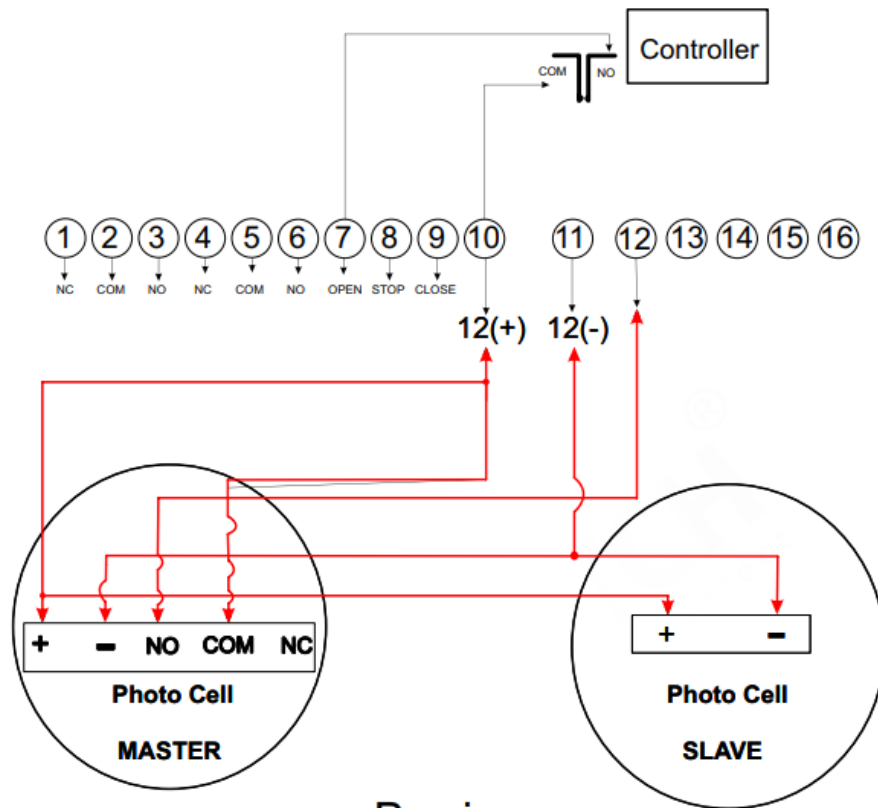 Controller
COM NO
1 2 3 4 5 6 7 8 9 10 11 12 13 14 15 16
NC COM NO NC COM NO OPEN STOP CLOSE
12(+) 12(-)
+ - NO COM NC
+ -
Photo Cell
Photo Cell
MASTER
SLAVE